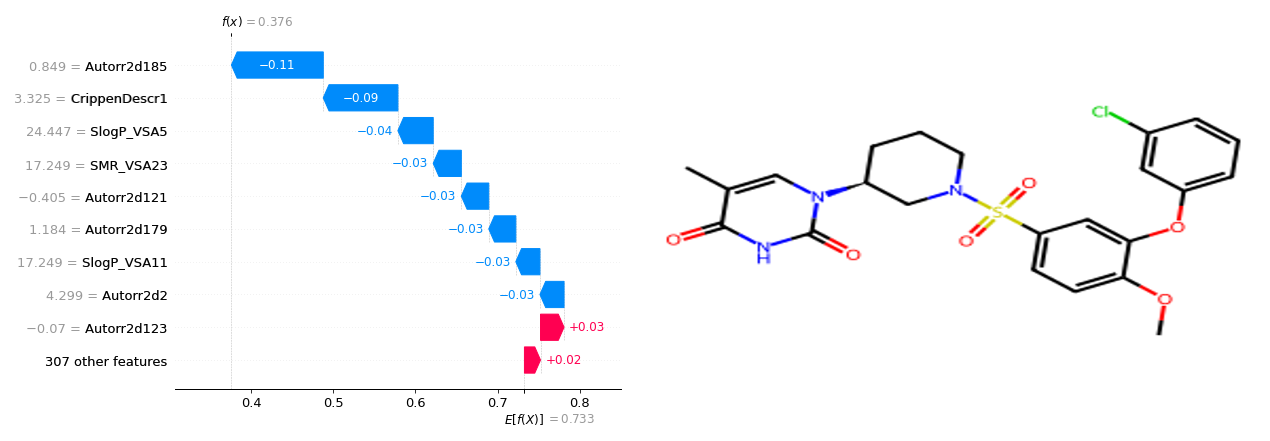 f(x) = 0.376
0.849 = Autorr2d185
−0.11
3.325 = CrippenDescr1
−0.09
24.447 = SlogP_VSA5
−0.04
17.249 = SMR_VSA23
−0.03
−0.405 = Autorr2d121
−0.03
1.184 = Autorr2d179
−0.03
17.249 = SlogP_VSA11
−0.03
4.299 = Autorr2d2
−0.03
−0.07 = Autorr2d123
+0.03
307 other features
+0.02
0.4 0.5 0.6 0.7 0.8
E[f(X)] = 0.733
Cl
N
N
O
S
O
O
O
N
H
O
O